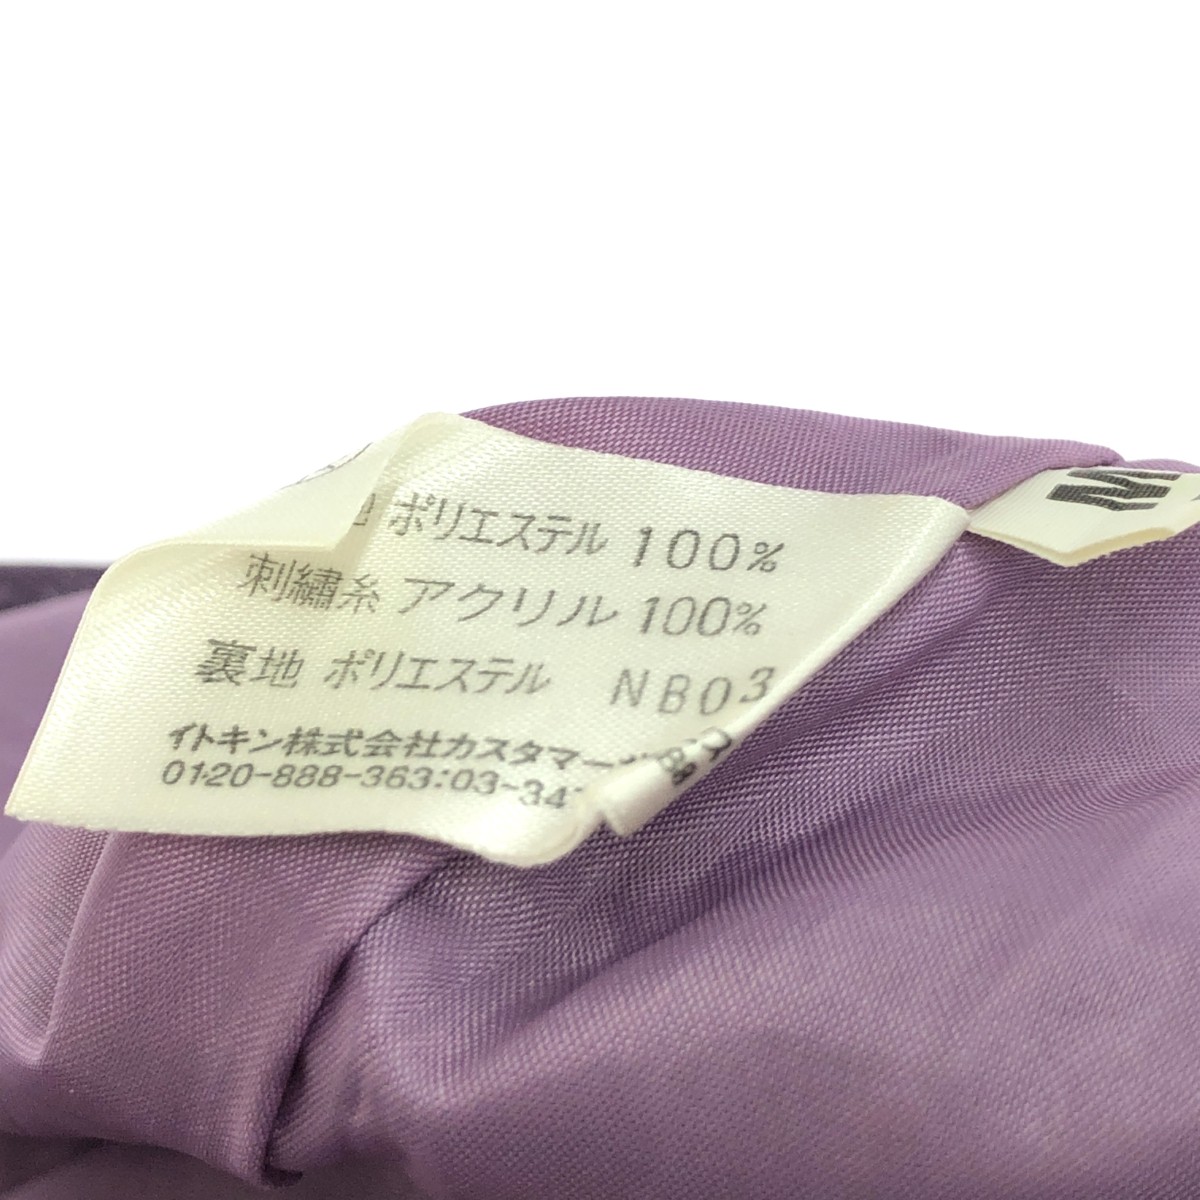 ポリエステル 100%
刺繍糸 アクリル 100%
裏地 ポリエステル NB03
イトキン株式会社カスタマー
0120-888-363:03-34
M